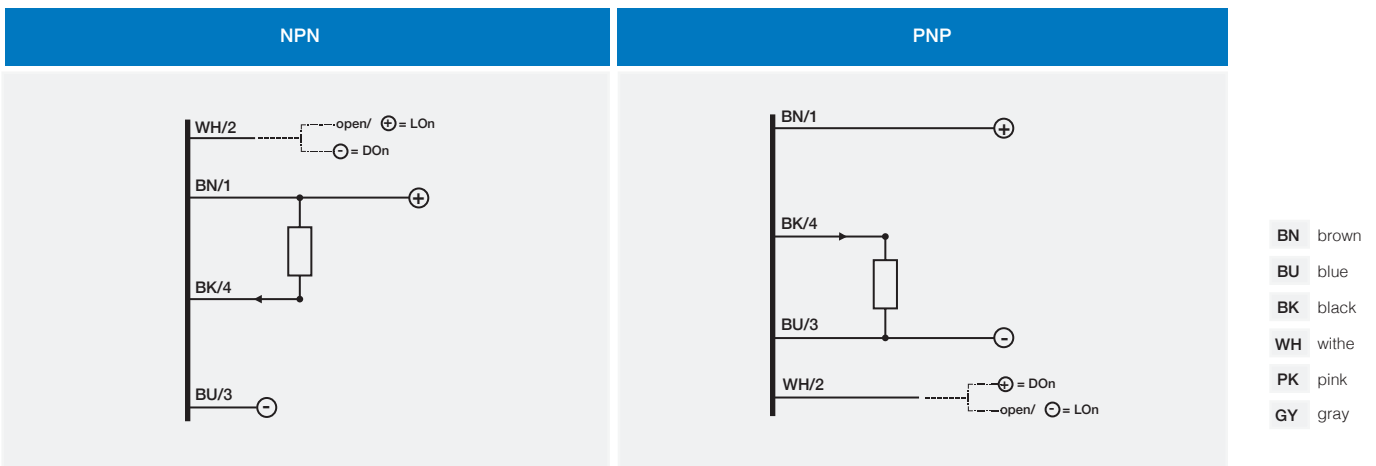 NPN
WH/2
open/ ⊕ = LOn
⊖ = DOn
BN/1
⊕
BK/4
BU/3
⊖
PNP
BN/1
⊕
BK/4
BU/3
⊖
WH/2
⊕ = DOn
open/ ⊖ = LOn
BN brown
BU blue
BK black
WH withe
PK pink
GY gray